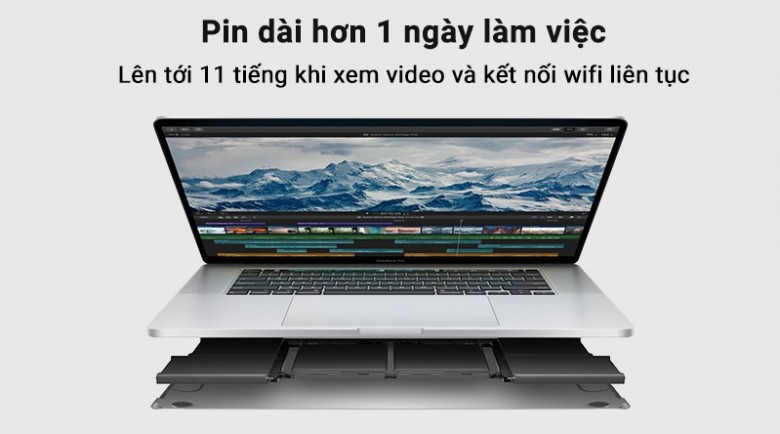 Pin dài hơn 1 ngày làm việc
Lên tới 11 tiếng khi xem video và kết nối wifi liên tục